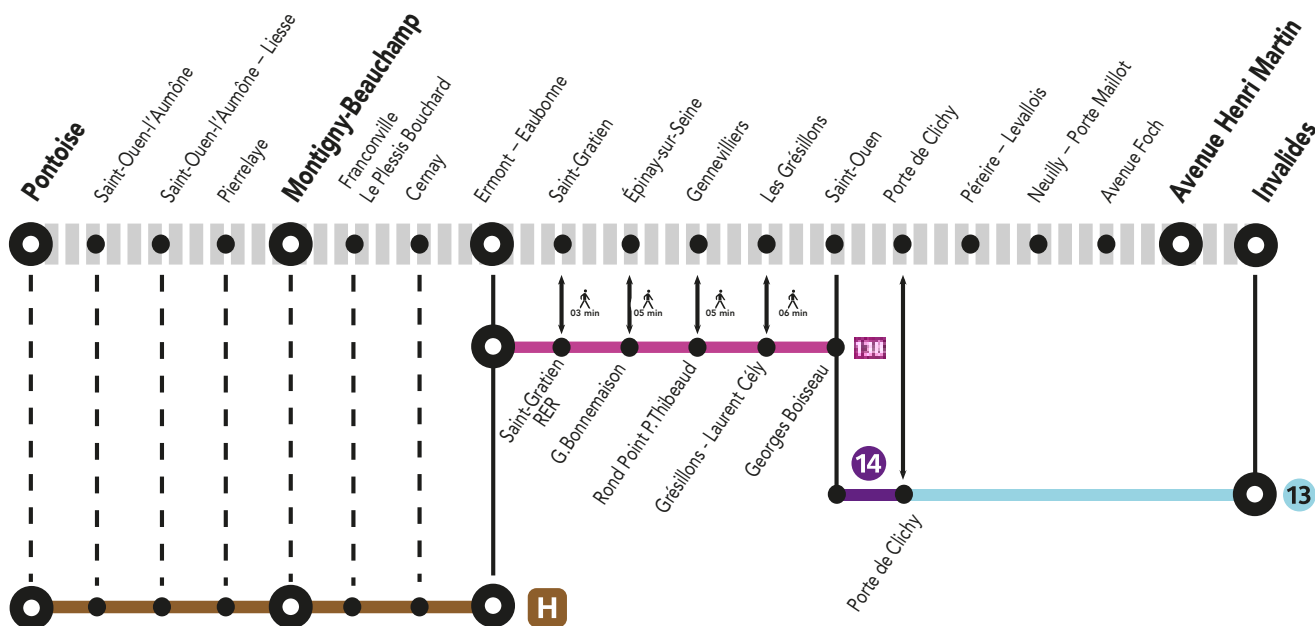 Pontoise
Saint-Ouen-l'Aumône
Saint-Ouen-l'Aumône – Liesse
Pierrelaye
Montigny-Beauchamp
Franconville
Le Plessis Bouchard
Cernay
Ermont – Eaubonne
Saint-Gratien
Épinay-sur-Seine
Gennevilliers
Les Grésillons
Saint-Ouen
Porte de Clichy
Péreire – Levallois
Neuilly – Porte Maillot
Avenue Foch
Avenue Henri Martin
Invalides
03 min
05 min
05 min
06 min
138
Saint-Gratien
RER
G.Bonnemaison
Rond Point P.Thibeaud
Grésillons - Laurent Cély
Georges Boisseau
14
13
Porte de Clichy
H